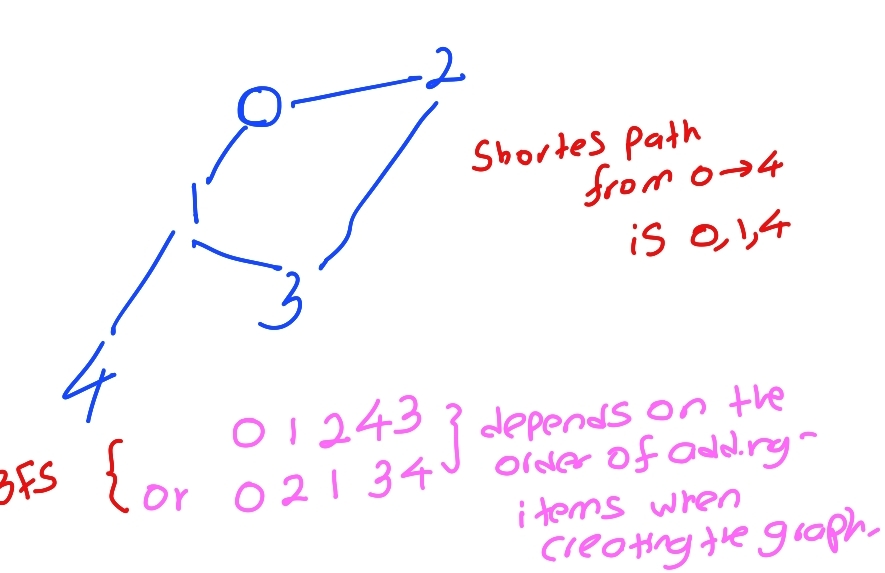 0
2
1
3
4
Shortes path
from 0→4
is 0,1,4
BFS { 0 1 2 4 3
or 0 2 1 3 4
} depends on the
order of adding
items when
creating the graph.